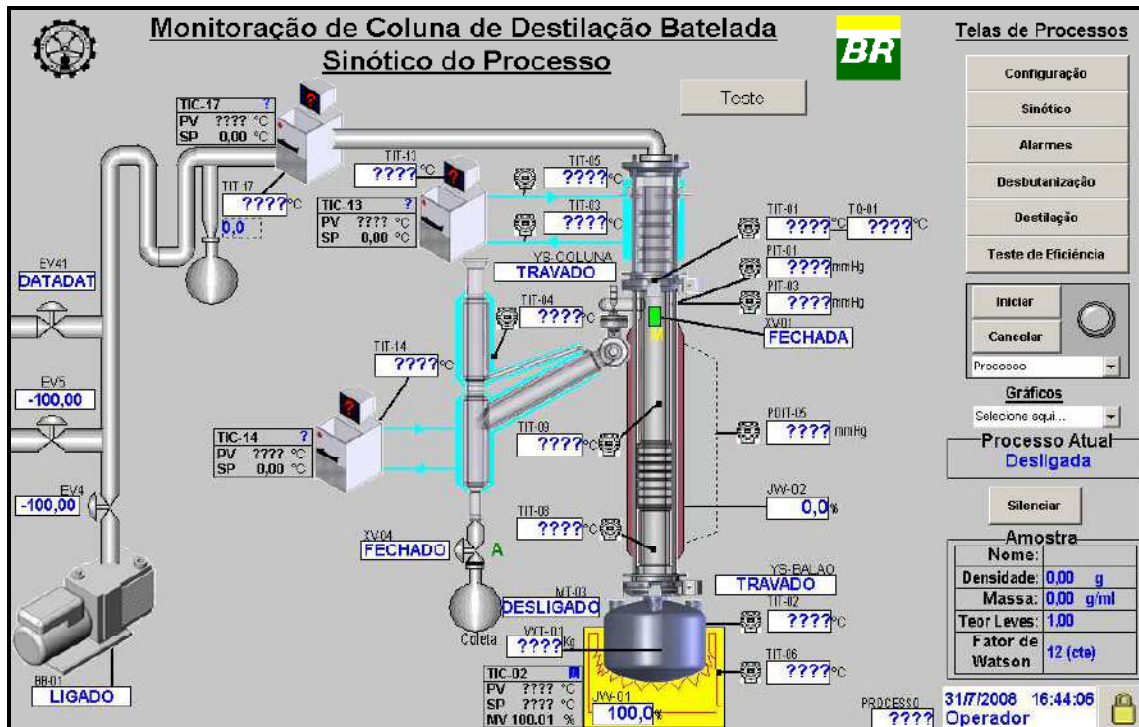 Monitoração de Coluna de Destilação Batelada
Sinótico do Processo
BR
Telas de Processos
Configuração
Sinótico
Alarmes
Desbutanização
Destilação
Teste de Eficiência
Teste
TIC-17 ?
PV ???? °C
SP 0,00 °C
?
TIT-17
???? °C
0,0
TIT-13
???? °C
?
TIC-13 ?
PV ???? °C
SP 0,00 °C
TIT-05
???? °C
TIT-03
???? °C
YS-COLUNA
TRAVADO
TIT-01
???? °C
TQ-01
???? °C
PIT-01
???? mmHg
PIT-03
???? mmHg
XV-01
FECHADA
EV41
DATADAT
EV5
-100,00
EV4
-100,00
TIT-04
???? °C
TIT-14
???? °C
?
TIC-14 ?
PV ???? °C
SP 0,00 °C
TIT-09
???? °C
PDIT-05
???? mmHg
JW-02
0,0 %
TIT-08
???? °C
XV-04
FECHADO
A
Coleta
MT-03
DESLIGADO
YS-BALAO
TRAVADO
TIT-02
???? °C
WT-01
???? Kg
TIT-06
???? °C
TIC-02
PV ???? °C
SP ???? °C
MV 100.01 %
JW-01
100,0 %
BB-01
LIGADO
Iniciar
Cancelar
Processo
Gráficos
Selecione aqui...
Processo Atual
Desligada
Silenciar
Amostra
Nome:
Densidade: 0,00 g
Massa: 0,00 g/ml
Teor Leves: 1,00
Fator de Watson 12 (cte)
PROCESSO
????
31/7/2008 16:44:06
Operador